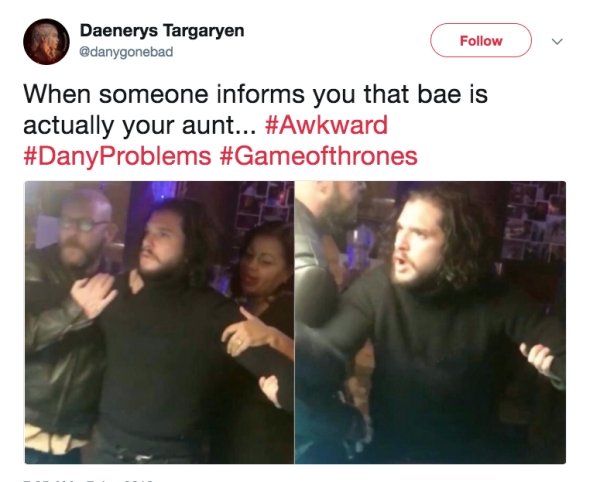 Daenerys Targaryen
@danygonebad
Follow
When someone informs you that bae is
actually your aunt... #Awkward
#DanyProblems #Gameofthrones